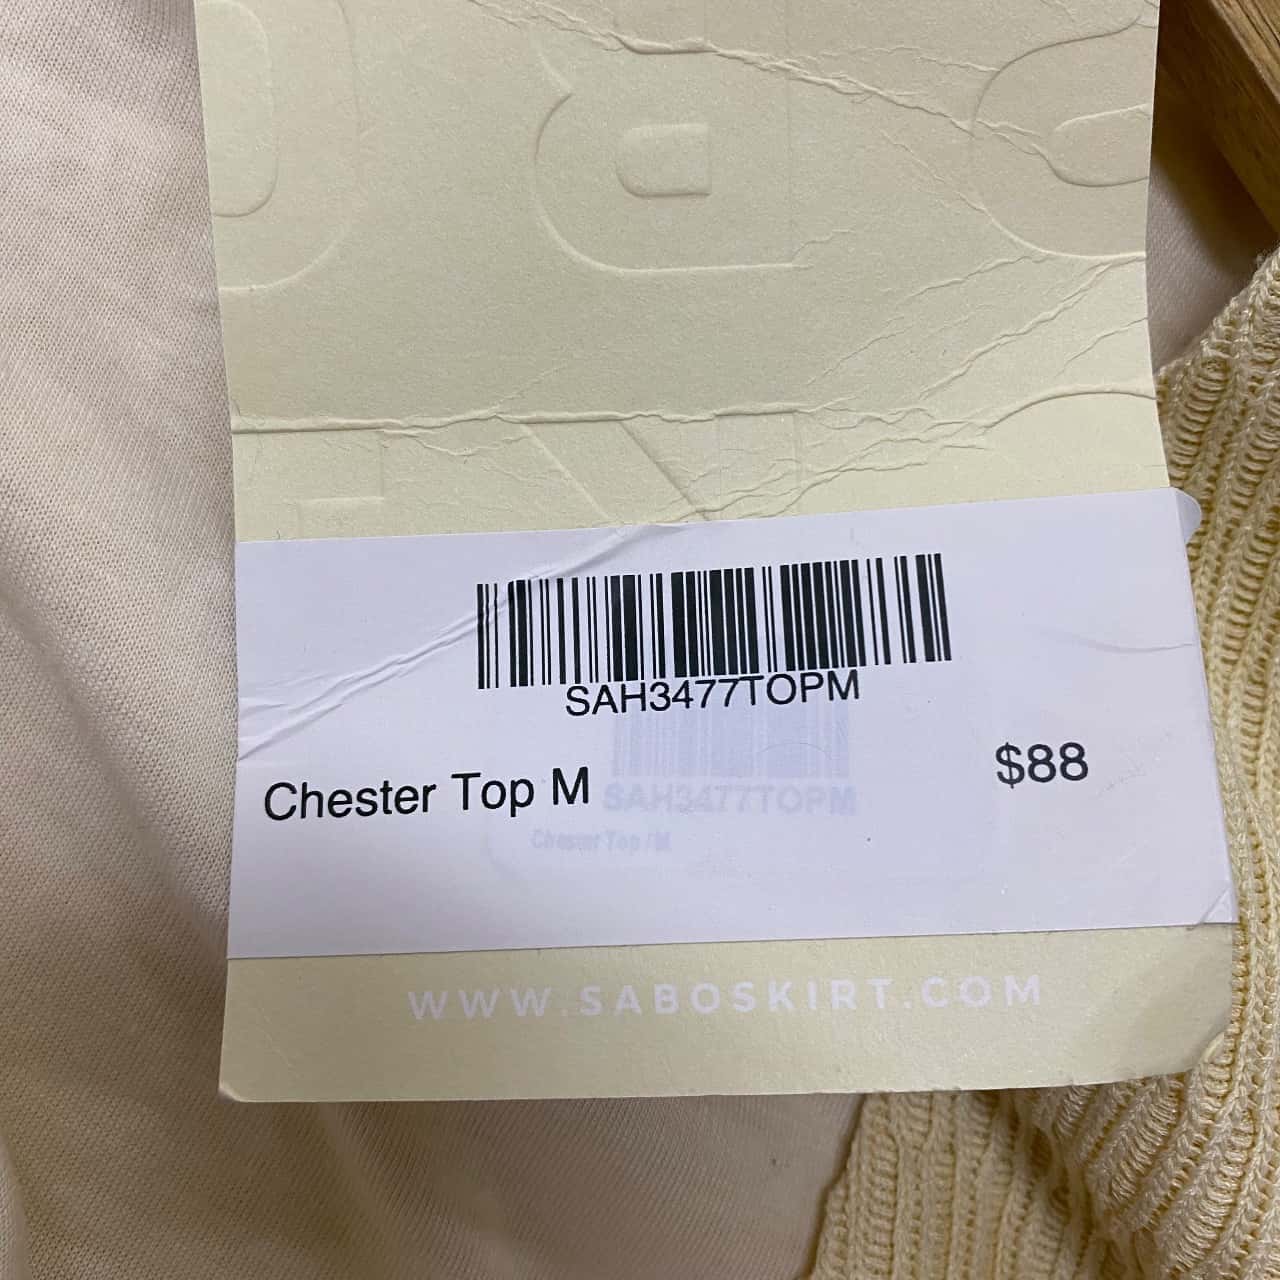 SAH3477TOPM
Chester Top M
$88
SAH3477TOPM
Chester Top / M
WWW.SABOSKIRT.COM